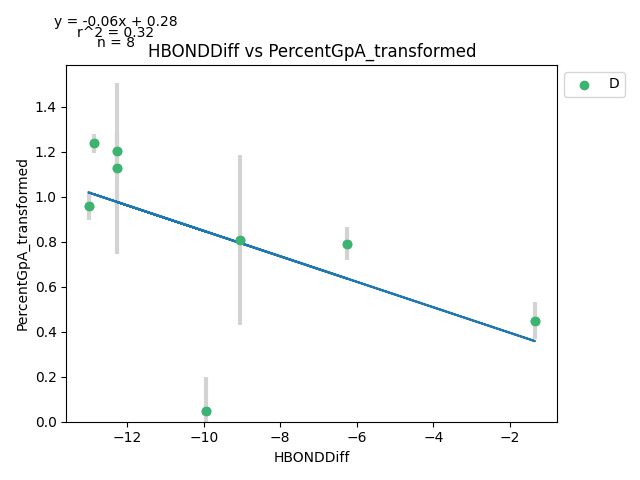 y = -0.06x + 0.28
r^2 = 0.32
n = 8
HBONDDiff vs PercentGpA_transformed
D
PercentGpA_transformed
1.4
1.2
1.0
0.8
0.6
0.4
0.2
0.0
−12
−10
−8
−6
−4
−2
HBONDDiff